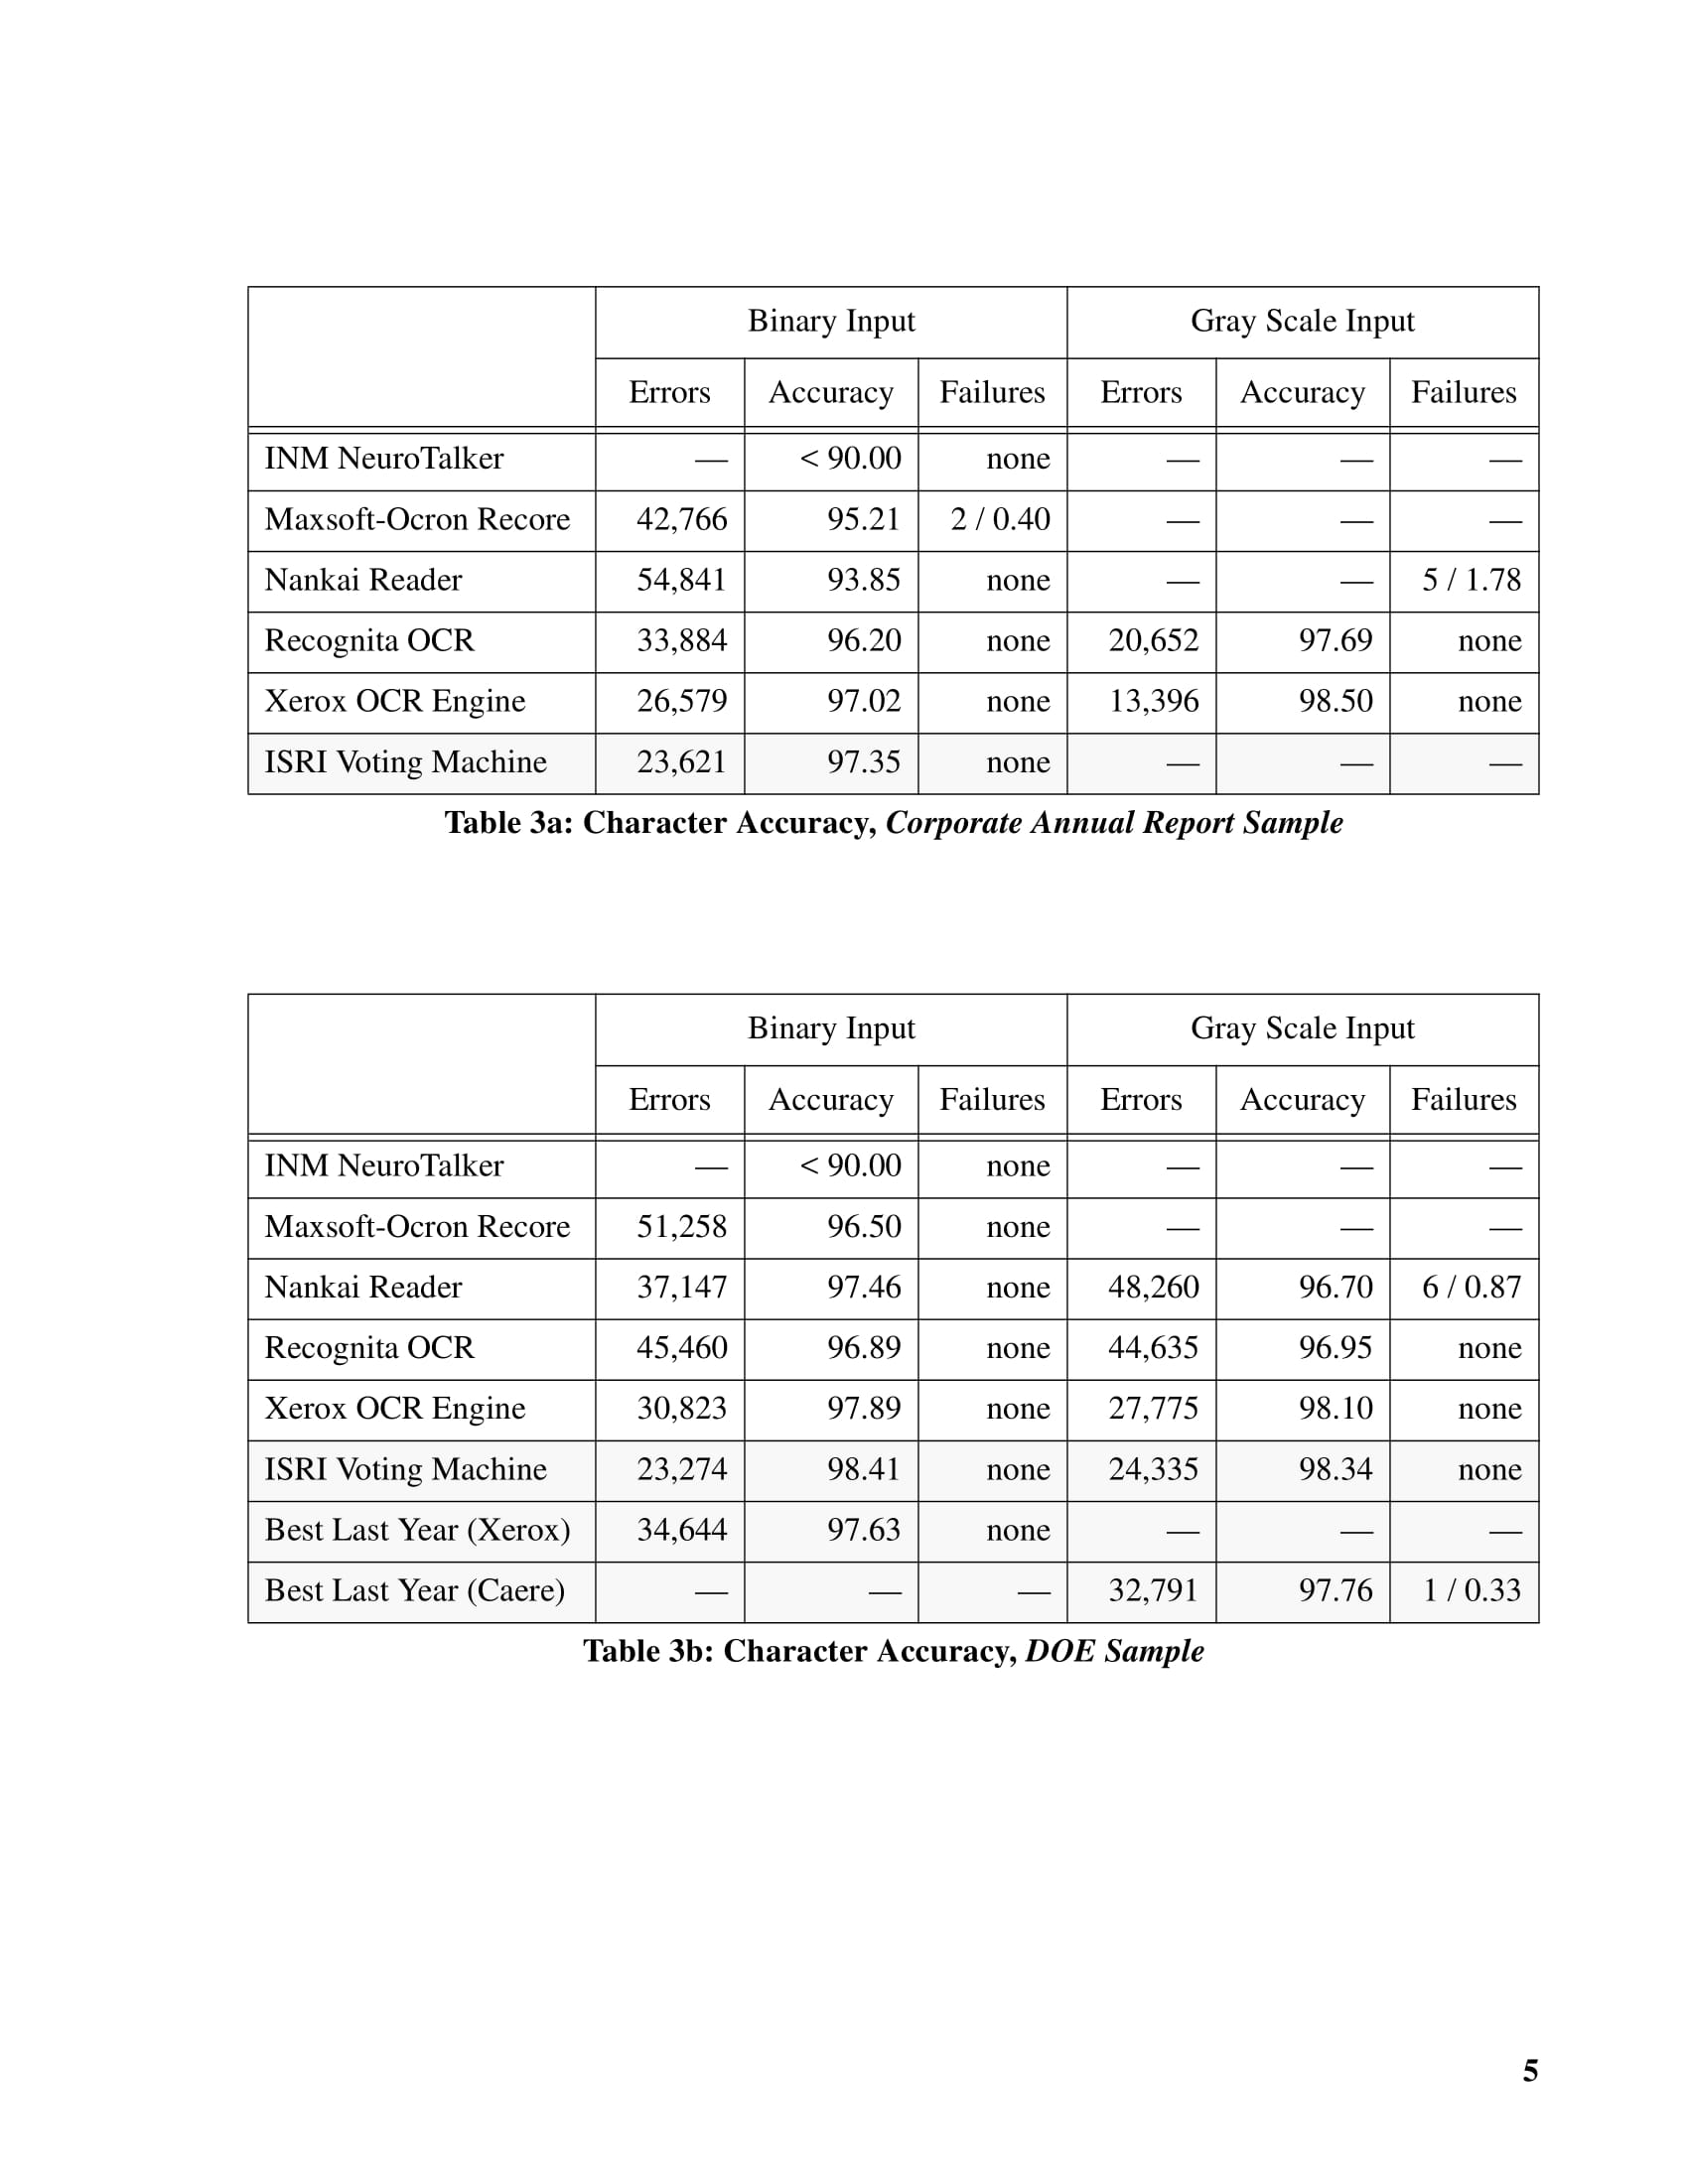 Binary Input Gray Scale Input
Errors Accuracy Failures Errors Accuracy Failures
INM NeuroTalker — < 90.00 none — — —
Maxsoft-Ocron Recore 42,766 95.21 2 / 0.40 — — —
Nankai Reader 54,841 93.85 none — — 5 / 1.78
Recognita OCR 33,884 96.20 none 20,652 97.69 none
Xerox OCR Engine 26,579 97.02 none 13,396 98.50 none
ISRI Voting Machine 23,621 97.35 none — — —
Table 3a: Character Accuracy, Corporate Annual Report Sample
Binary Input Gray Scale Input
Errors Accuracy Failures Errors Accuracy Failures
INM NeuroTalker — < 90.00 none — — —
Maxsoft-Ocron Recore 51,258 96.50 none — — —
Nankai Reader 37,147 97.46 none 48,260 96.70 6 / 0.87
Recognita OCR 45,460 96.89 none 44,635 96.95 none
Xerox OCR Engine 30,823 97.89 none 27,775 98.10 none
ISRI Voting Machine 23,274 98.41 none 24,335 98.34 none
Best Last Year (Xerox) 34,644 97.63 none — — —
Best Last Year (Caere) — — — 32,791 97.76 1 / 0.33
Table 3b: Character Accuracy, DOE Sample
5